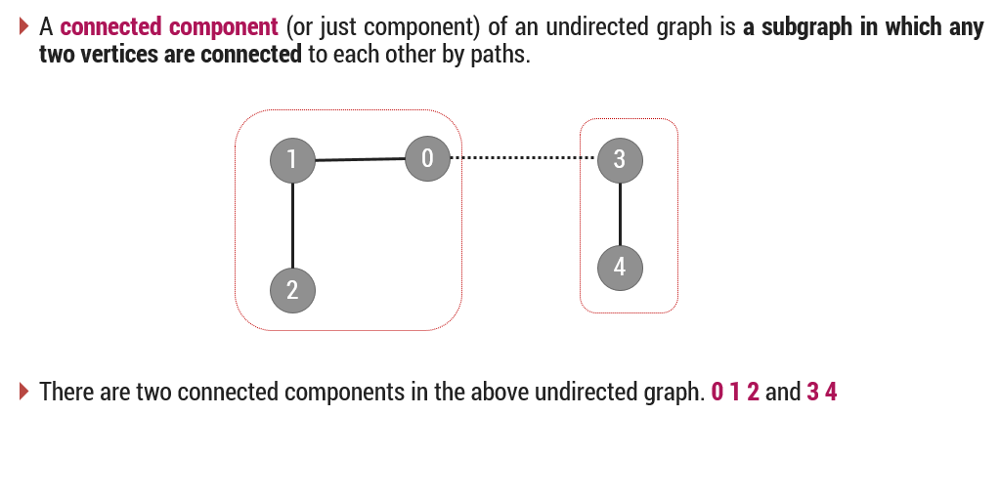 A connected component (or just component) of an undirected graph is a subgraph in which any
two vertices are connected to each other by paths.
1
0
3
4
2
There are two connected components in the above undirected graph. 0 1 2 and 3 4